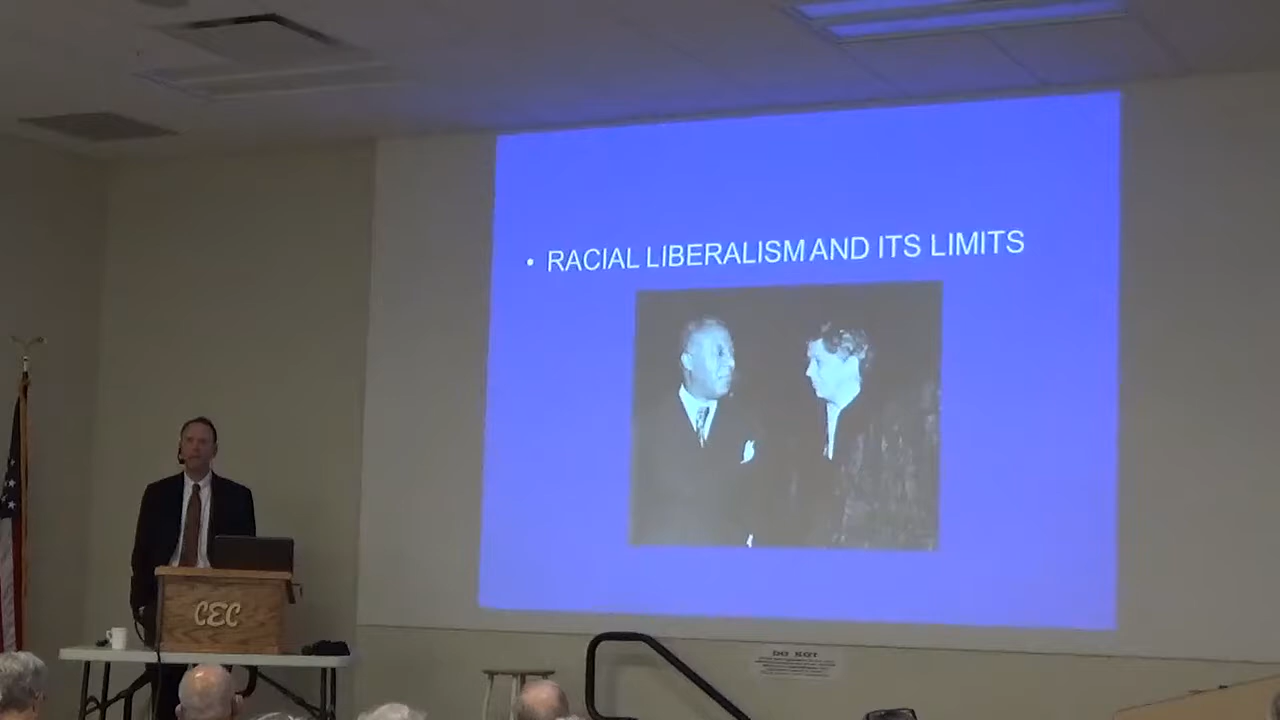 • RACIAL LIBERALISM AND ITS LIMITS
CEC
DO NOT